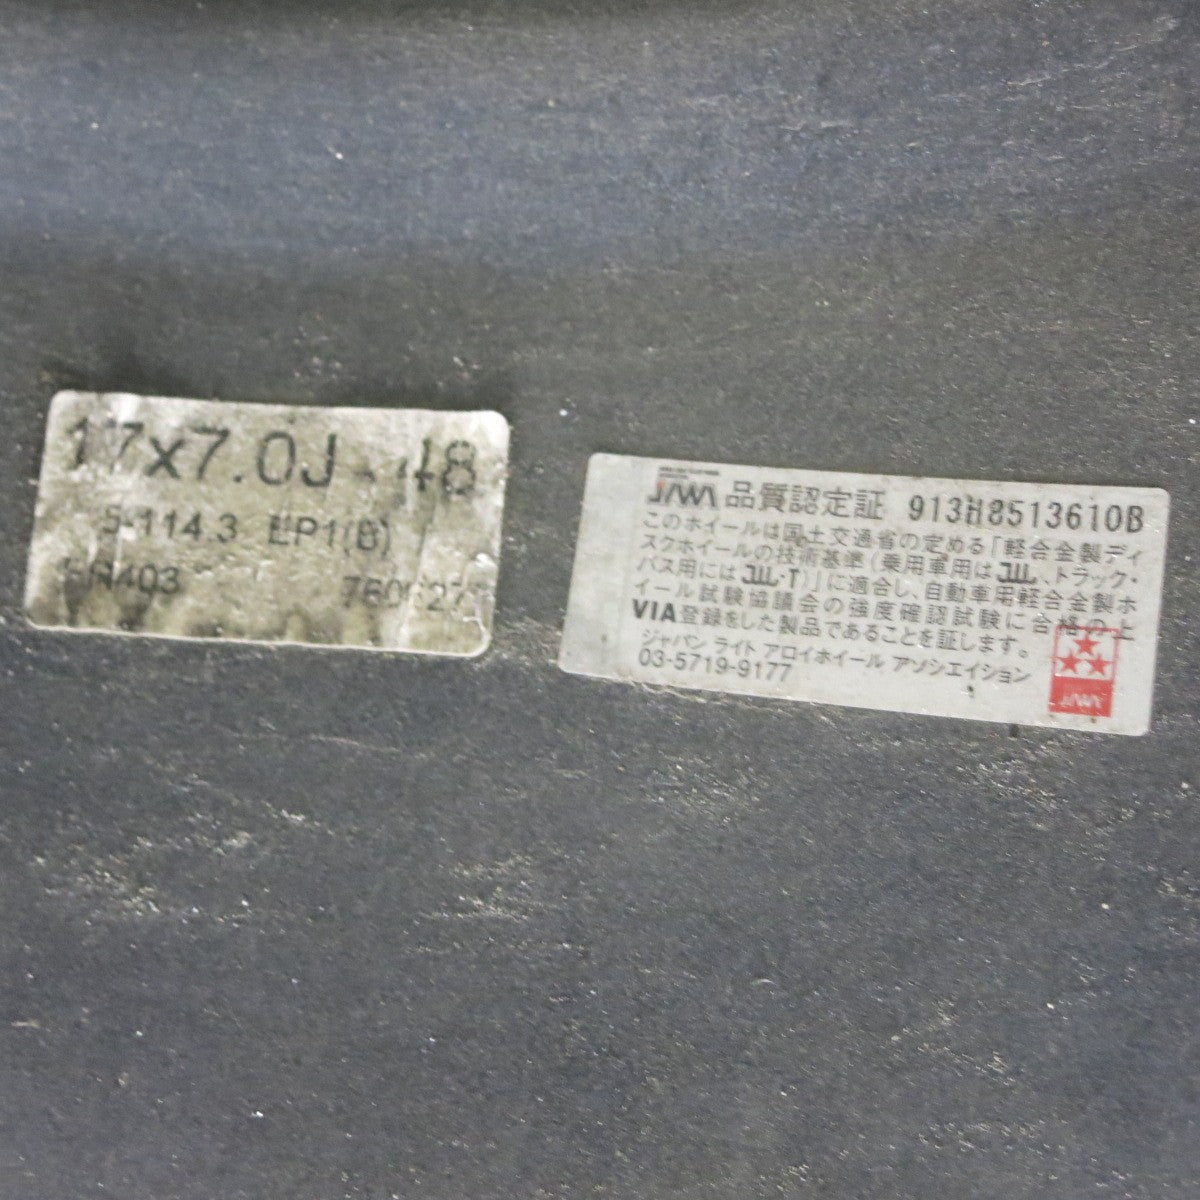 17x7.0J 48
5-114.3 EP1(B)
JAWA 品質認定証 913H8513610B
このホイールは国土交通省の定める「軽合金製ディ
スクホイールの技術基準(乗用車用はJWL、トラック・
バス用にはJWL・T)」に適合し、自動車用軽合金製ホ
イール試験協議会の強度確認試験に合格の上
VIA登録をした製品であることを証します。
ジャパン ライト アロイホイール アソシエイション
03-5719-9177